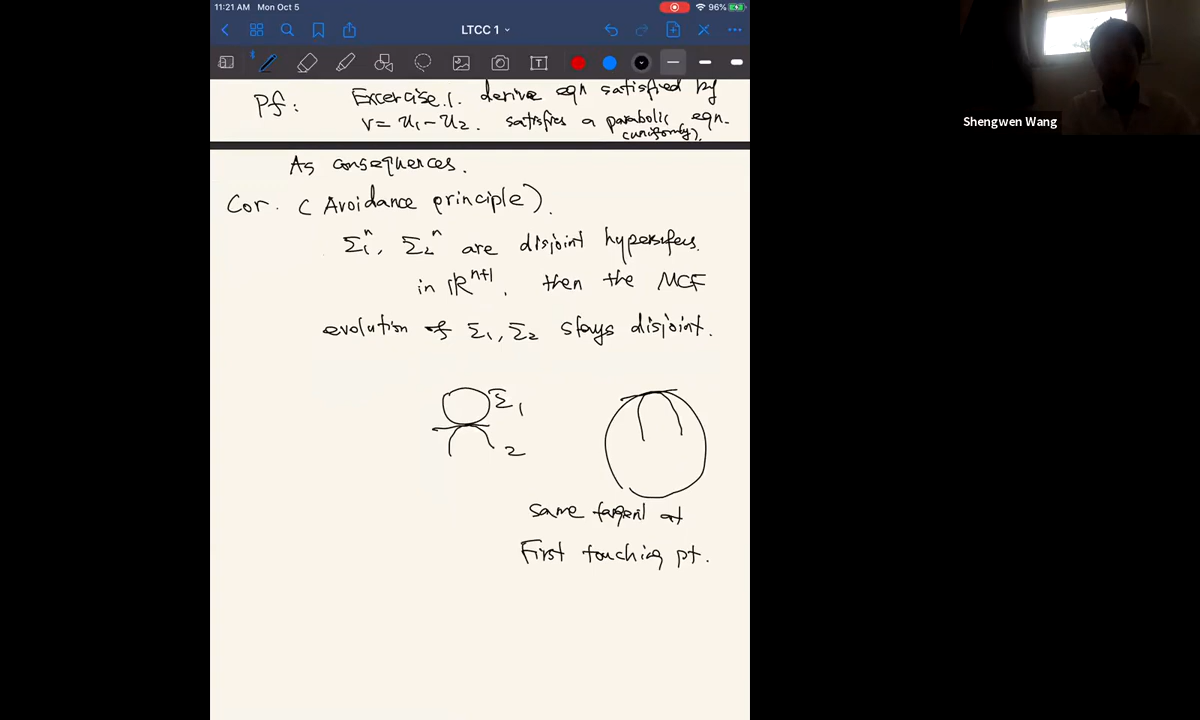 11:21 AM Mon Oct 5
96%
LTCC 1
Pf: Excercise.1. derive eqn satisfied by
v = u₁ - u₂. satisfies a parabolic eqn.
(uniformly).
As consequences.
Cor. (Avoidance principle).
Σ₁ⁿ, Σ₂ⁿ are disjoint hypersurfcs.
in ℝⁿ⁺¹. then the MCF
evolution of Σ₁, Σ₂ stays disjoint.
Σ₁
2
same tangent at
First touching pt.
Shengwen Wang